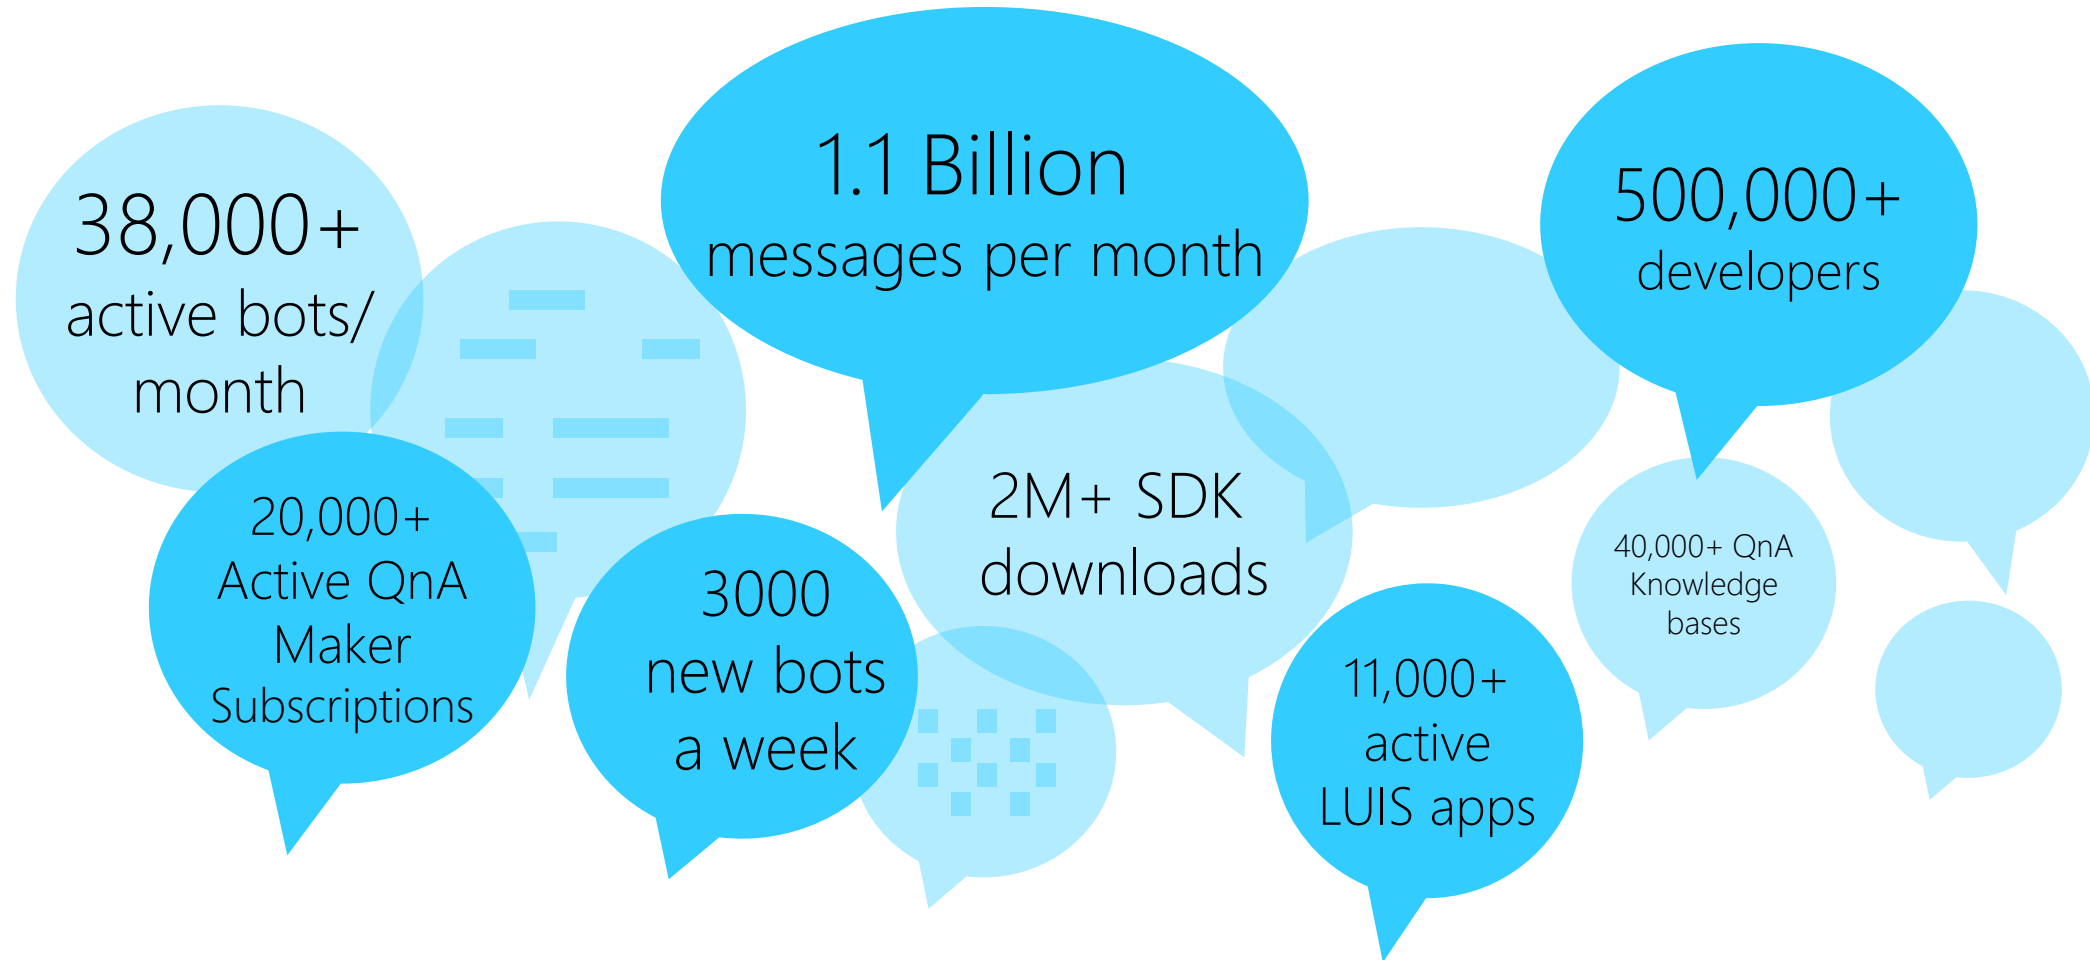 38,000+
active bots/
month
1.1 Billion
messages per month
500,000+
developers
20,000+
Active QnA
Maker
Subscriptions
3000
new bots
a week
2M+ SDK
downloads
11,000+
active
LUIS apps
40,000+ QnA
Knowledge
bases